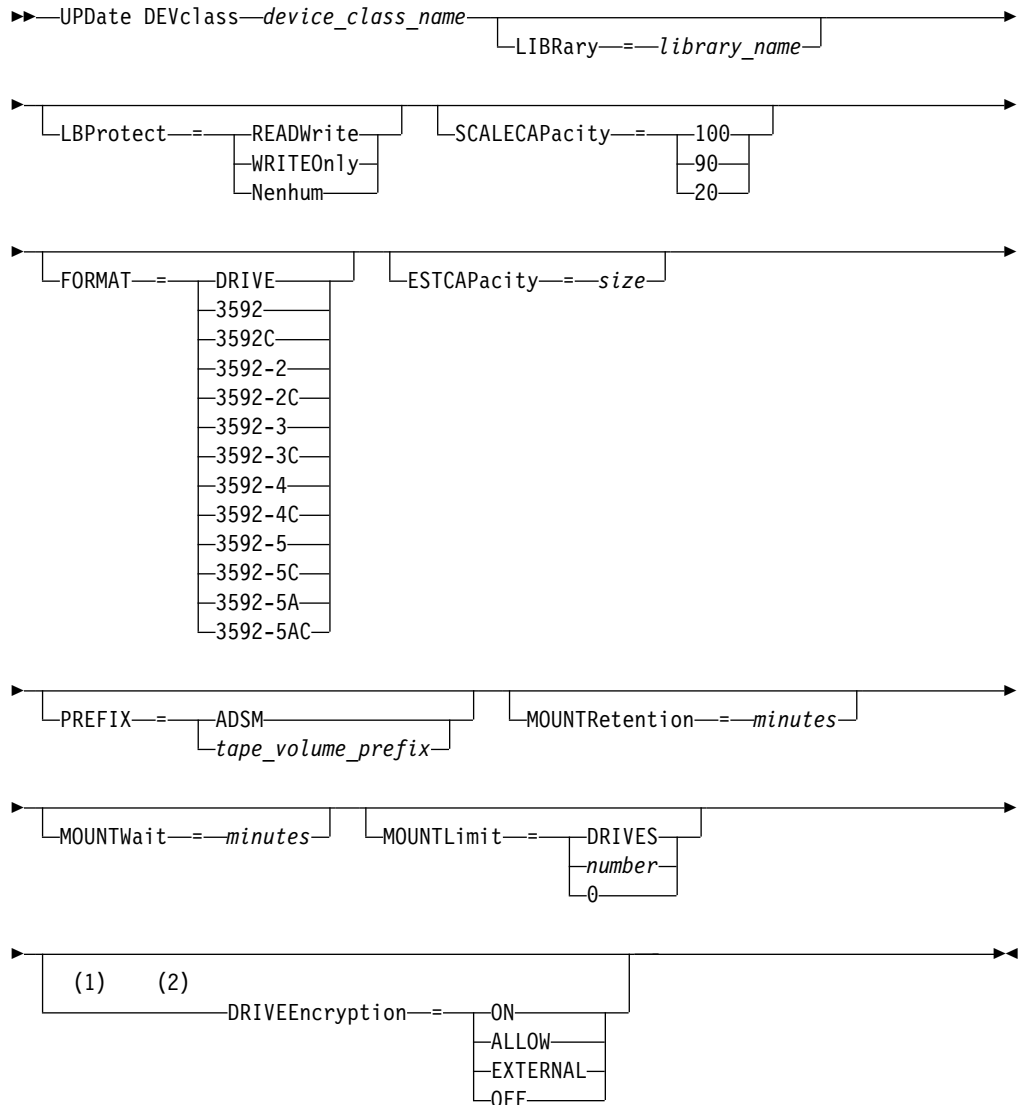 UPDate DEVclass device_class_name
LIBRary = library_name
LBProtect = READWrite
WRITEOnly
Nenhum
SCALECAPacity = 100
90
20
FORMAT = DRIVE
3592
3592C
3592-2
3592-2C
3592-3
3592-3C
3592-4
3592-4C
3592-5
3592-5C
3592-5A
3592-5AC
ESTCAPacity = size
PREFIX = ADSM
tape_volume_prefix
MOUNTRetention = minutes
MOUNTWait = minutes
MOUNTLimit = DRIVES
number
0
(1) (2)
DRIVEEncryption = ON
ALLOW
EXTERNAL
OFF